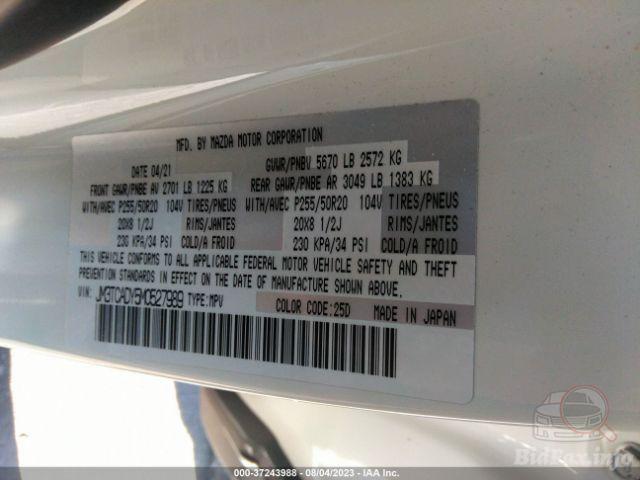 MFD. BY MAZDA MOTOR CORPORATION
DATE 04/21 GVWR/PNBV 5670 LB 2572 KG
FRONT GAWR/PNBE AV 2701 LB 1225 KG REAR GAWR/PNBE AR 3049 LB 1383 KG
WITH/AVEC P255/50R20 104V TIRES/PNEUS WITH/AVEC P255/50R20 104V TIRES/PNEUS
20X8 1/2J RIMS/JANTES 20X8 1/2J RIMS/JANTES
230 KPA/34 PSI COLD/A FROID 230 KPA/34 PSI COLD/A FROID
THIS VEHICLE CONFORMS TO ALL APPLICABLE FEDERAL MOTOR VEHICLE SAFETY AND THEFT
PREVENTION STANDARDS IN EFFECT ON THE DATE OF MANUFACTURE SHOWN ABOVE.
VIN: JM3TCADY5M0527989 TYPE:MPV COLOR CODE:25D MADE IN JAPAN
BidFax.info
000-37243988 - 08/04/2023 - IAA Inc.